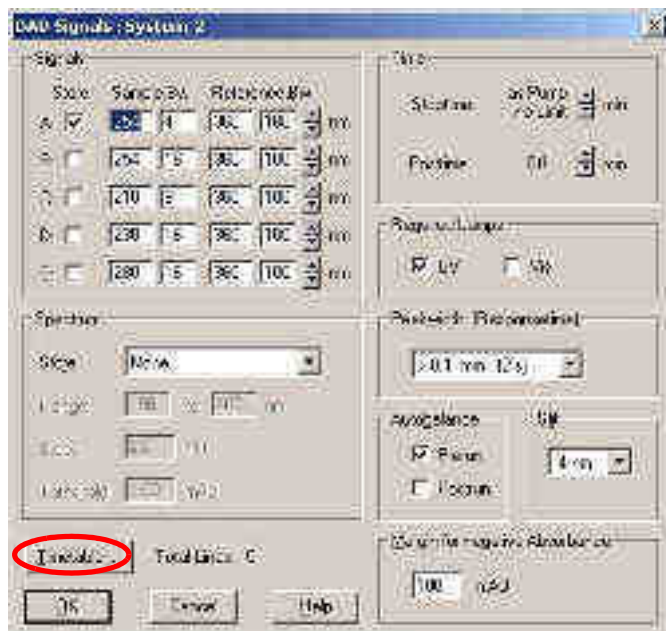 DAD Signals : System 2
Signals
Store Sample,Bw Reference,Bw
A 4 360 100 nm
B 254 16 360 100 nm
C 210 8 360 100 nm
D 230 16 360 100 nm
E 280 16 360 100 nm
Spectrum
Store None
Range to nm
Step nm
Threshold mAU
Timetable... Total Lines: 0
OK Cancel Help
Time
Stoptime as Pump no Limit min
Posttime Off min
Required Lamps
UV Vis
Peakwidth (Responsetime)
> 0.1 min (2 s)
Autobalance
Prerun
Postrun
Slit
4 nm
Margin for negative Absorbance
100 mAU